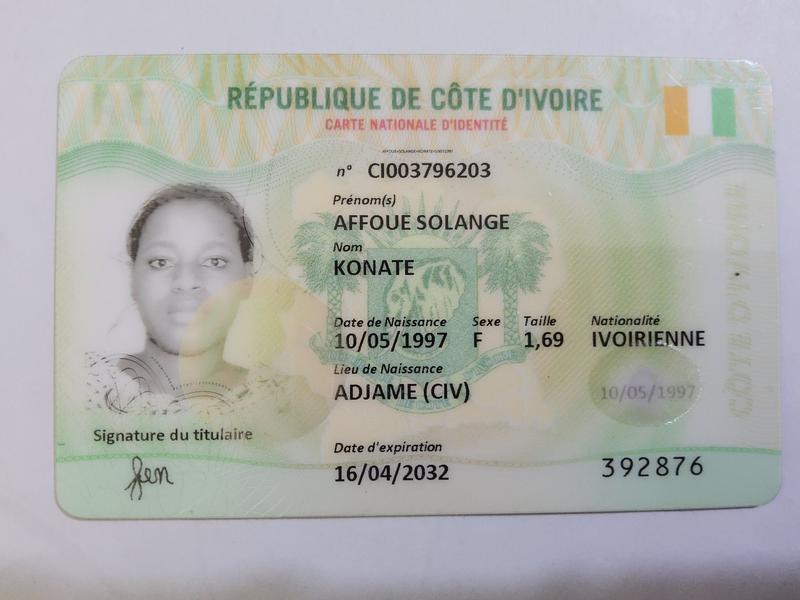 RÉPUBLIQUE DE CÔTE D'IVOIRE
CARTE NATIONALE D'IDENTITÉ
n° CI003796203
Prénom(s)
AFFOUE SOLANGE
Nom
KONATE
Date de Naissance Sexe Taille Nationalité
10/05/1997 F 1,69 IVOIRIENNE
Lieu de Naissance
ADJAME (CIV)
10/05/1997
Signature du titulaire
Date d'expiration
16/04/2032
392876
CÔTE D'IVOIRE